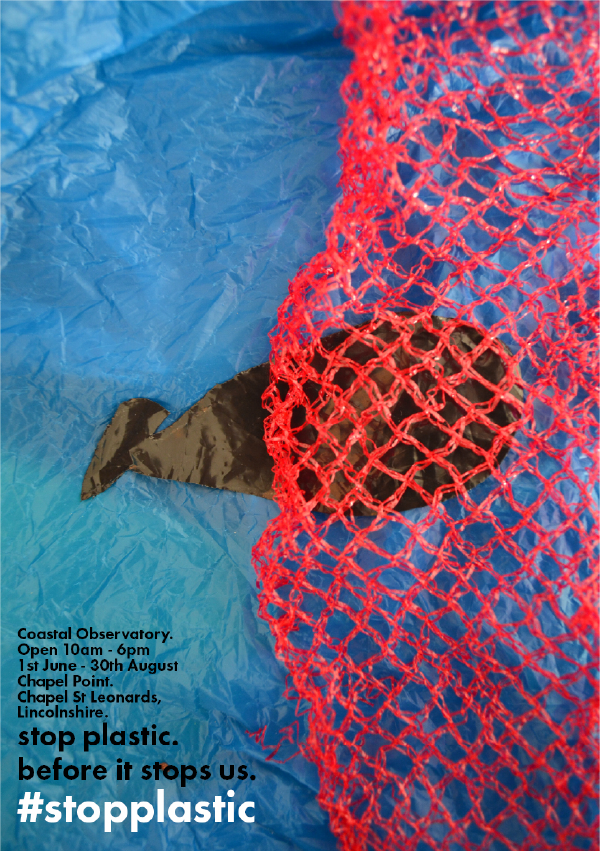 Coastal Observatory.
Open 10am - 6pm
1st June - 30th August
Chapel Point.
Chapel St Leonards,
Lincolnshire.
stop plastic.
before it stops us.
#stopplastic